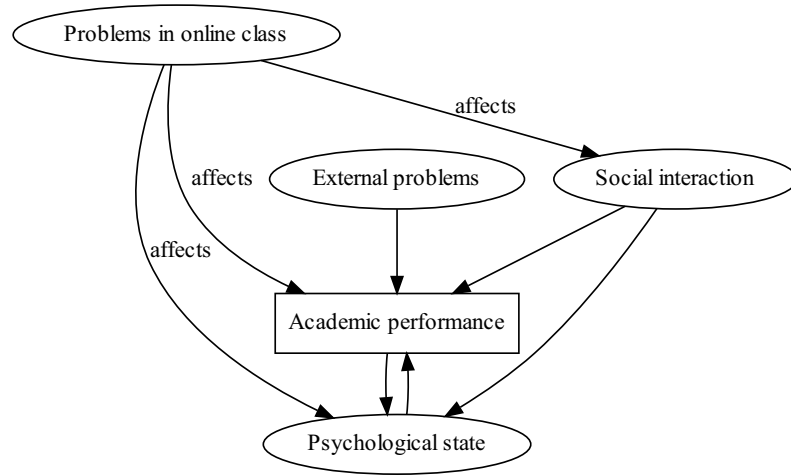 Problems in online class
affects
affects
External problems
Social interaction
affects
Academic performance
Psychological state